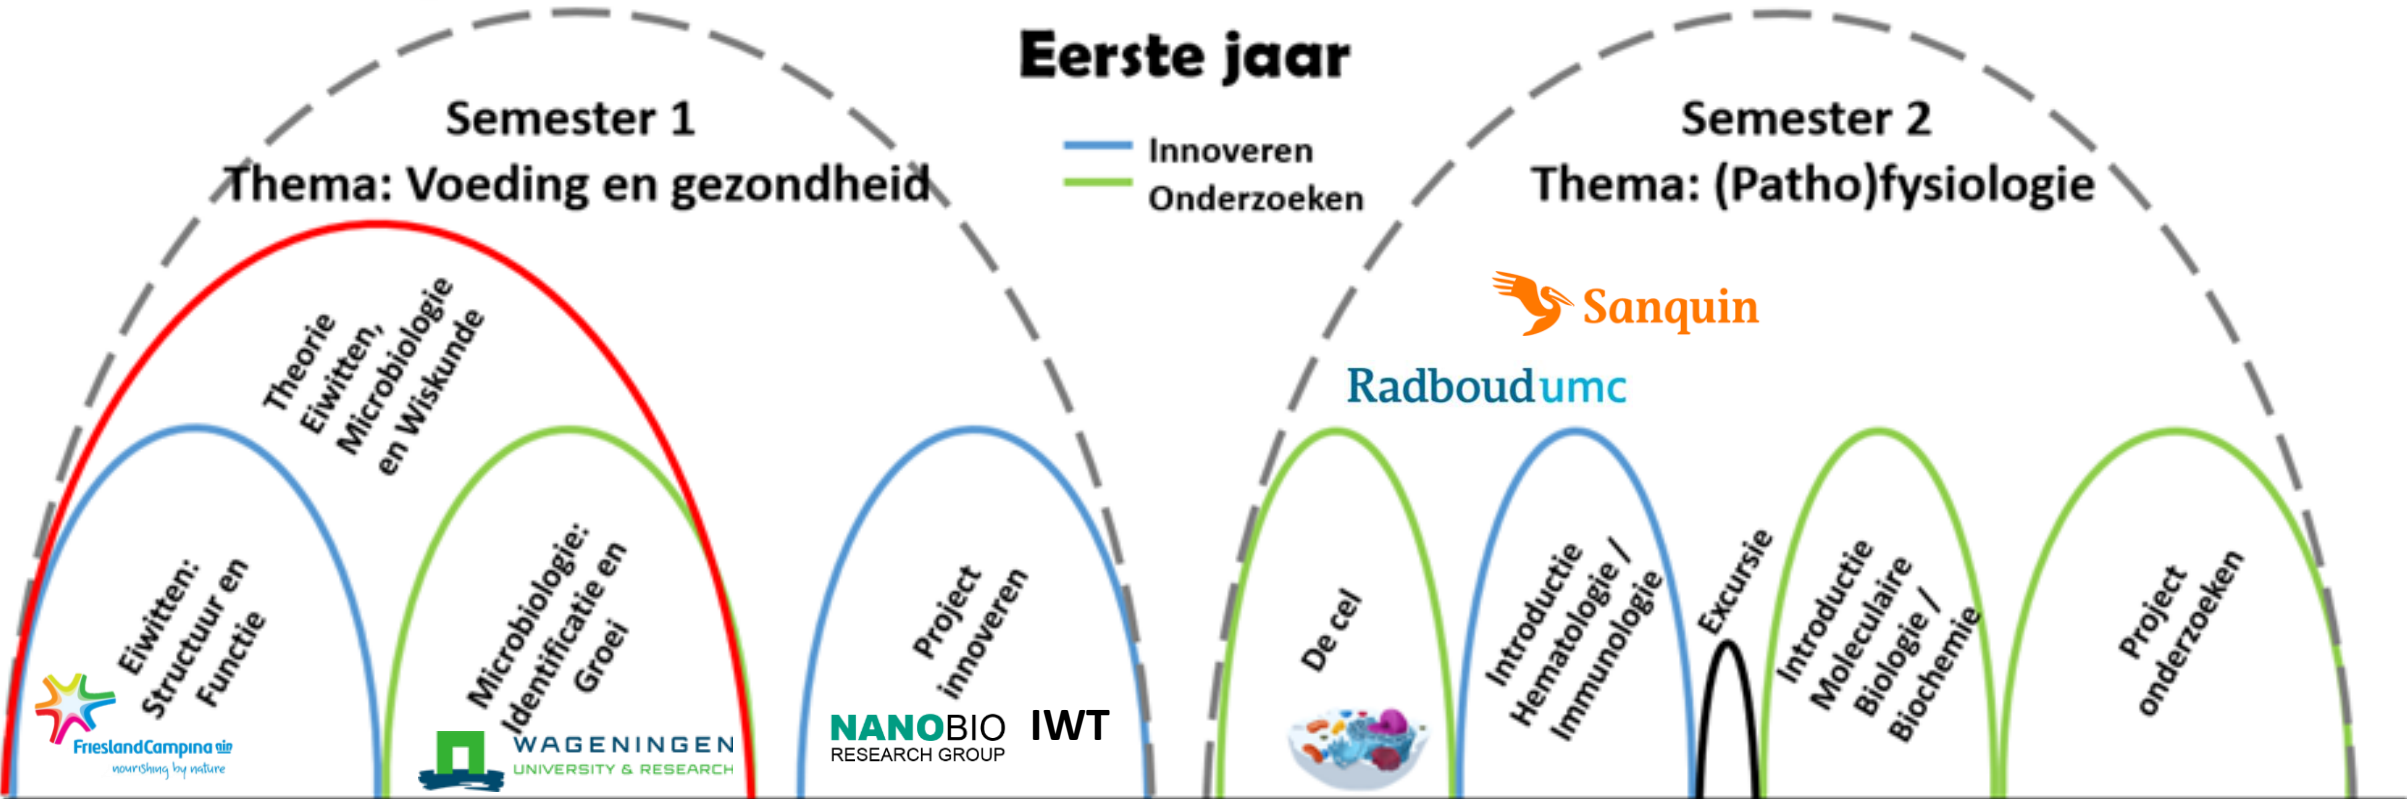 Eerste jaar
Innoveren
Onderzoeken
Semester 1
Thema: Voeding en gezondheid
Theorie
Eiwitten,
Microbiologie
en Wiskunde
Eiwitten:
Structuur en
Functie
FrieslandCampina
nourishing by nature
Microbiologie:
Identificatie en
Groei
WAGENINGEN
UNIVERSITY & RESEARCH
Project
innoveren
NANOBIO
RESEARCH GROUP
IWT
Semester 2
Thema: (Patho)fysiologie
Sanquin
Radboudumc
De cel
Introductie
Hematologie /
Immunologie
Excursie
Introductie
Moleculaire
Biologie /
Biochemie
Project
onderzoeken